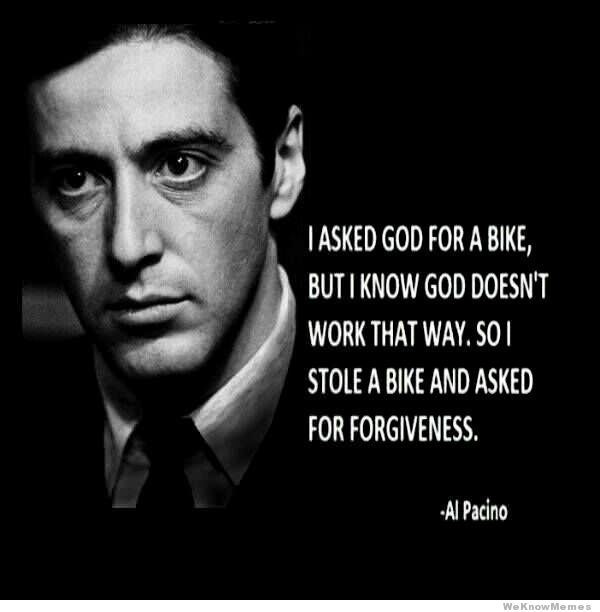 I ASKED GOD FOR A BIKE,
BUT I KNOW GOD DOESN'T
WORK THAT WAY. SO I
STOLE A BIKE AND ASKED
FOR FORGIVENESS.
-Al Pacino
WeKnowMemes